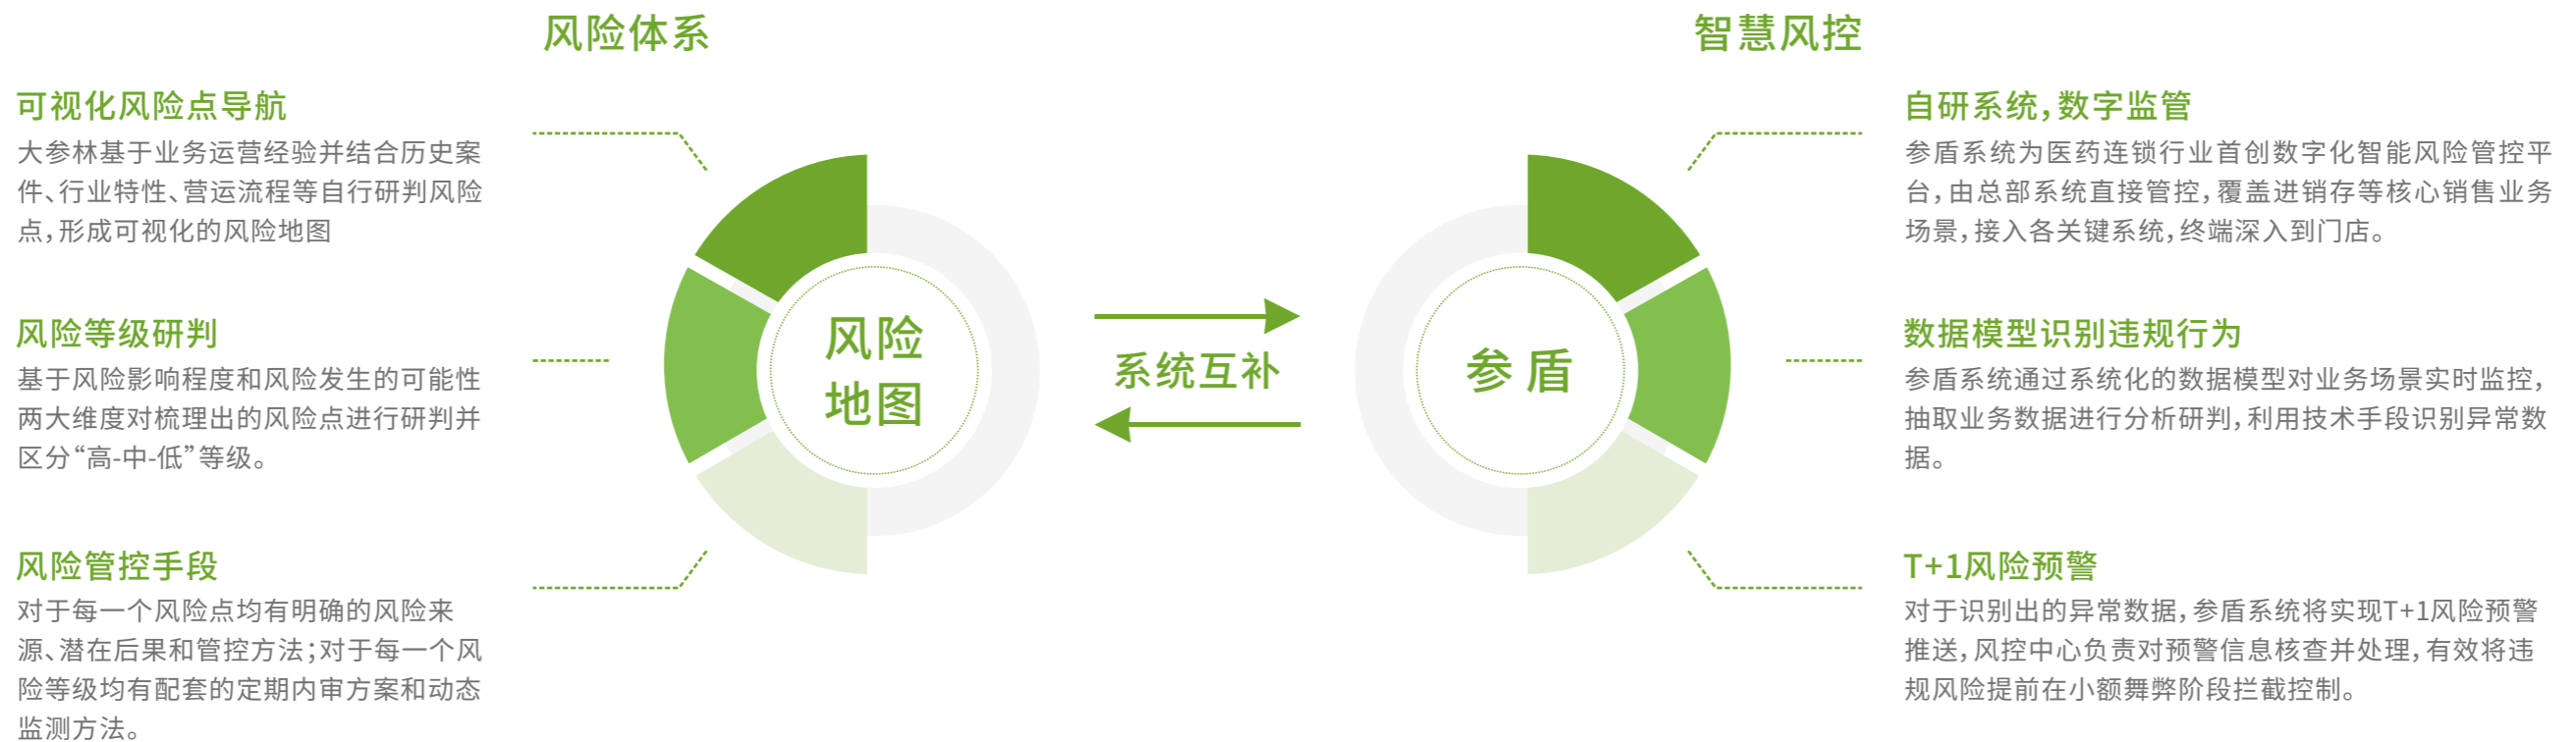 风险体系
可视化风险点导航
大参林基于业务运营经验并结合历史案
件、行业特性、营运流程等自行研判风险
点，形成可视化的风险地图
风险等级研判
基于风险影响程度和风险发生的可能性
两大维度对梳理出的风险点进行研判并
区分“高-中-低”等级。
风险管控手段
对于每一个风险点均有明确的风险来
源、潜在后果和管控方法；对于每一个风
险等级均有配套的定期内审方案和动态
监测方法。
风险
地图
系统互补
智慧风控
参盾
自研系统，数字监管
参盾系统为医药连锁行业首创数字化智能风险管控平
台，由总部系统直接管控，覆盖进销存等核心销售业务
场景，接入各关键系统，终端深入到门店。
数据模型识别违规行为
参盾系统通过系统化的数据模型对业务场景实时监控，
抽取业务数据进行分析研判，利用技术手段识别异常数
据。
T+1风险预警
对于识别出的异常数据，参盾系统将实现T+1风险预警
推送，风控中心负责对预警信息核查并处理，有效将违
规风险提前在小额舞弊阶段拦截控制。